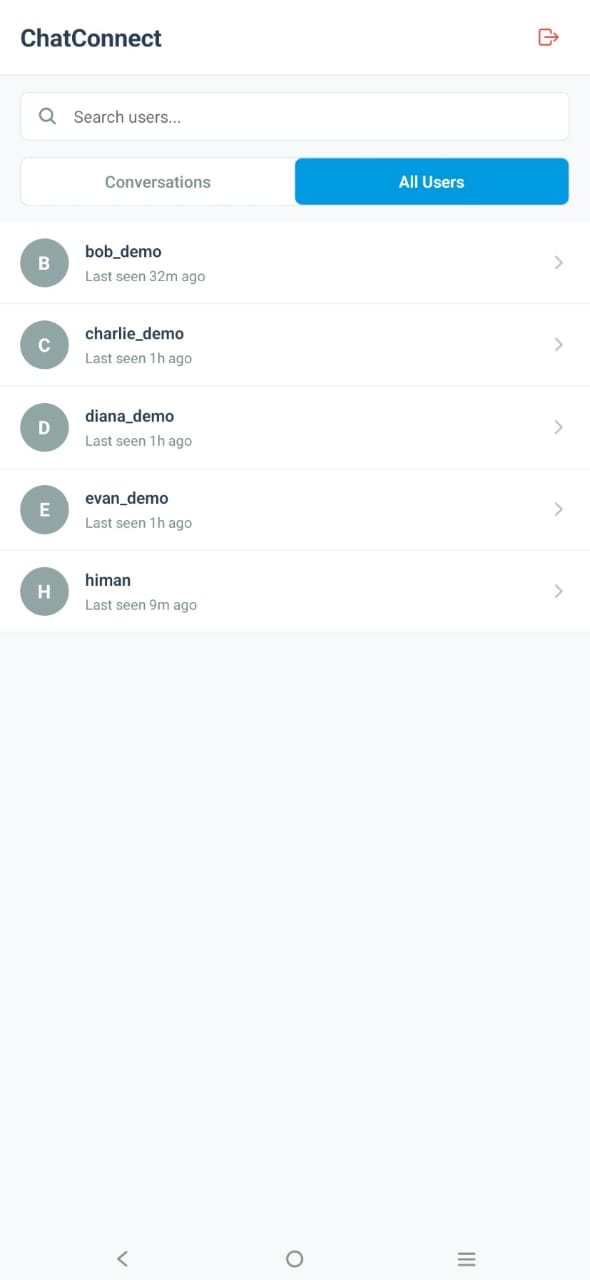 ChatConnect
Search users...
Conversations
All Users
B
bob_demo
Last seen 32m ago
C
charlie_demo
Last seen 1h ago
D
diana_demo
Last seen 1h ago
E
evan_demo
Last seen 1h ago
H
himan
Last seen 9m ago